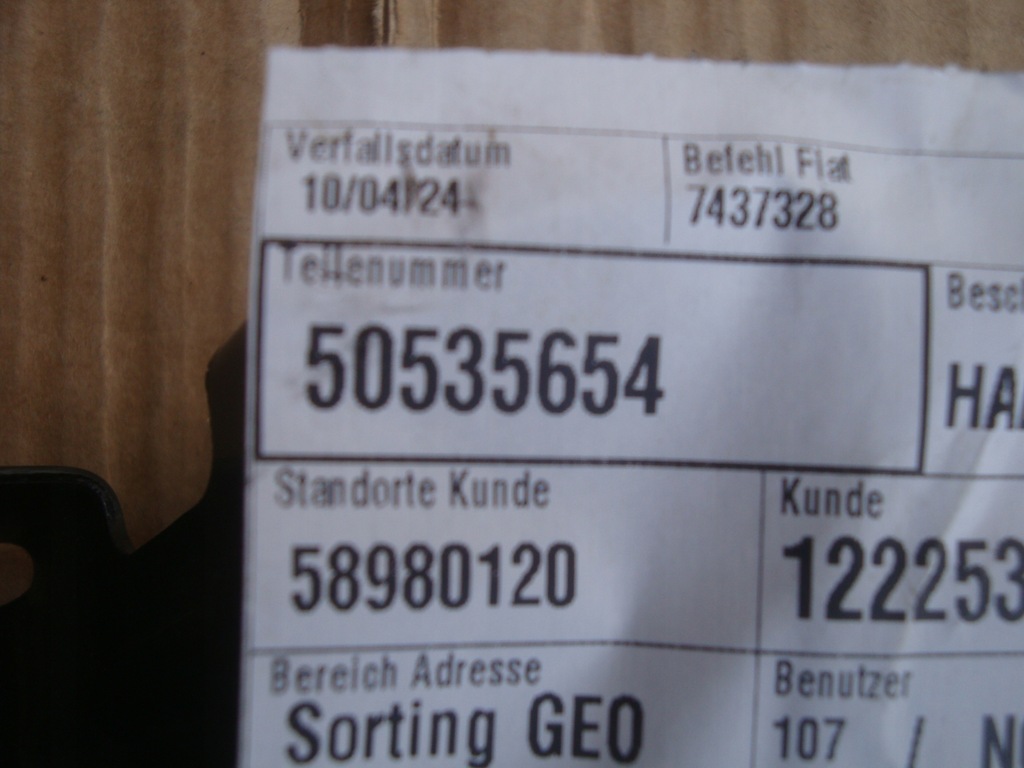 Verfallsdatum Befehl Fiat
10/04/24 7437328
Teilenummer
50535654
Standorte Kunde Kunde
58980120 122253
Bereich Adresse Benutzer
Sorting GEO 107 /